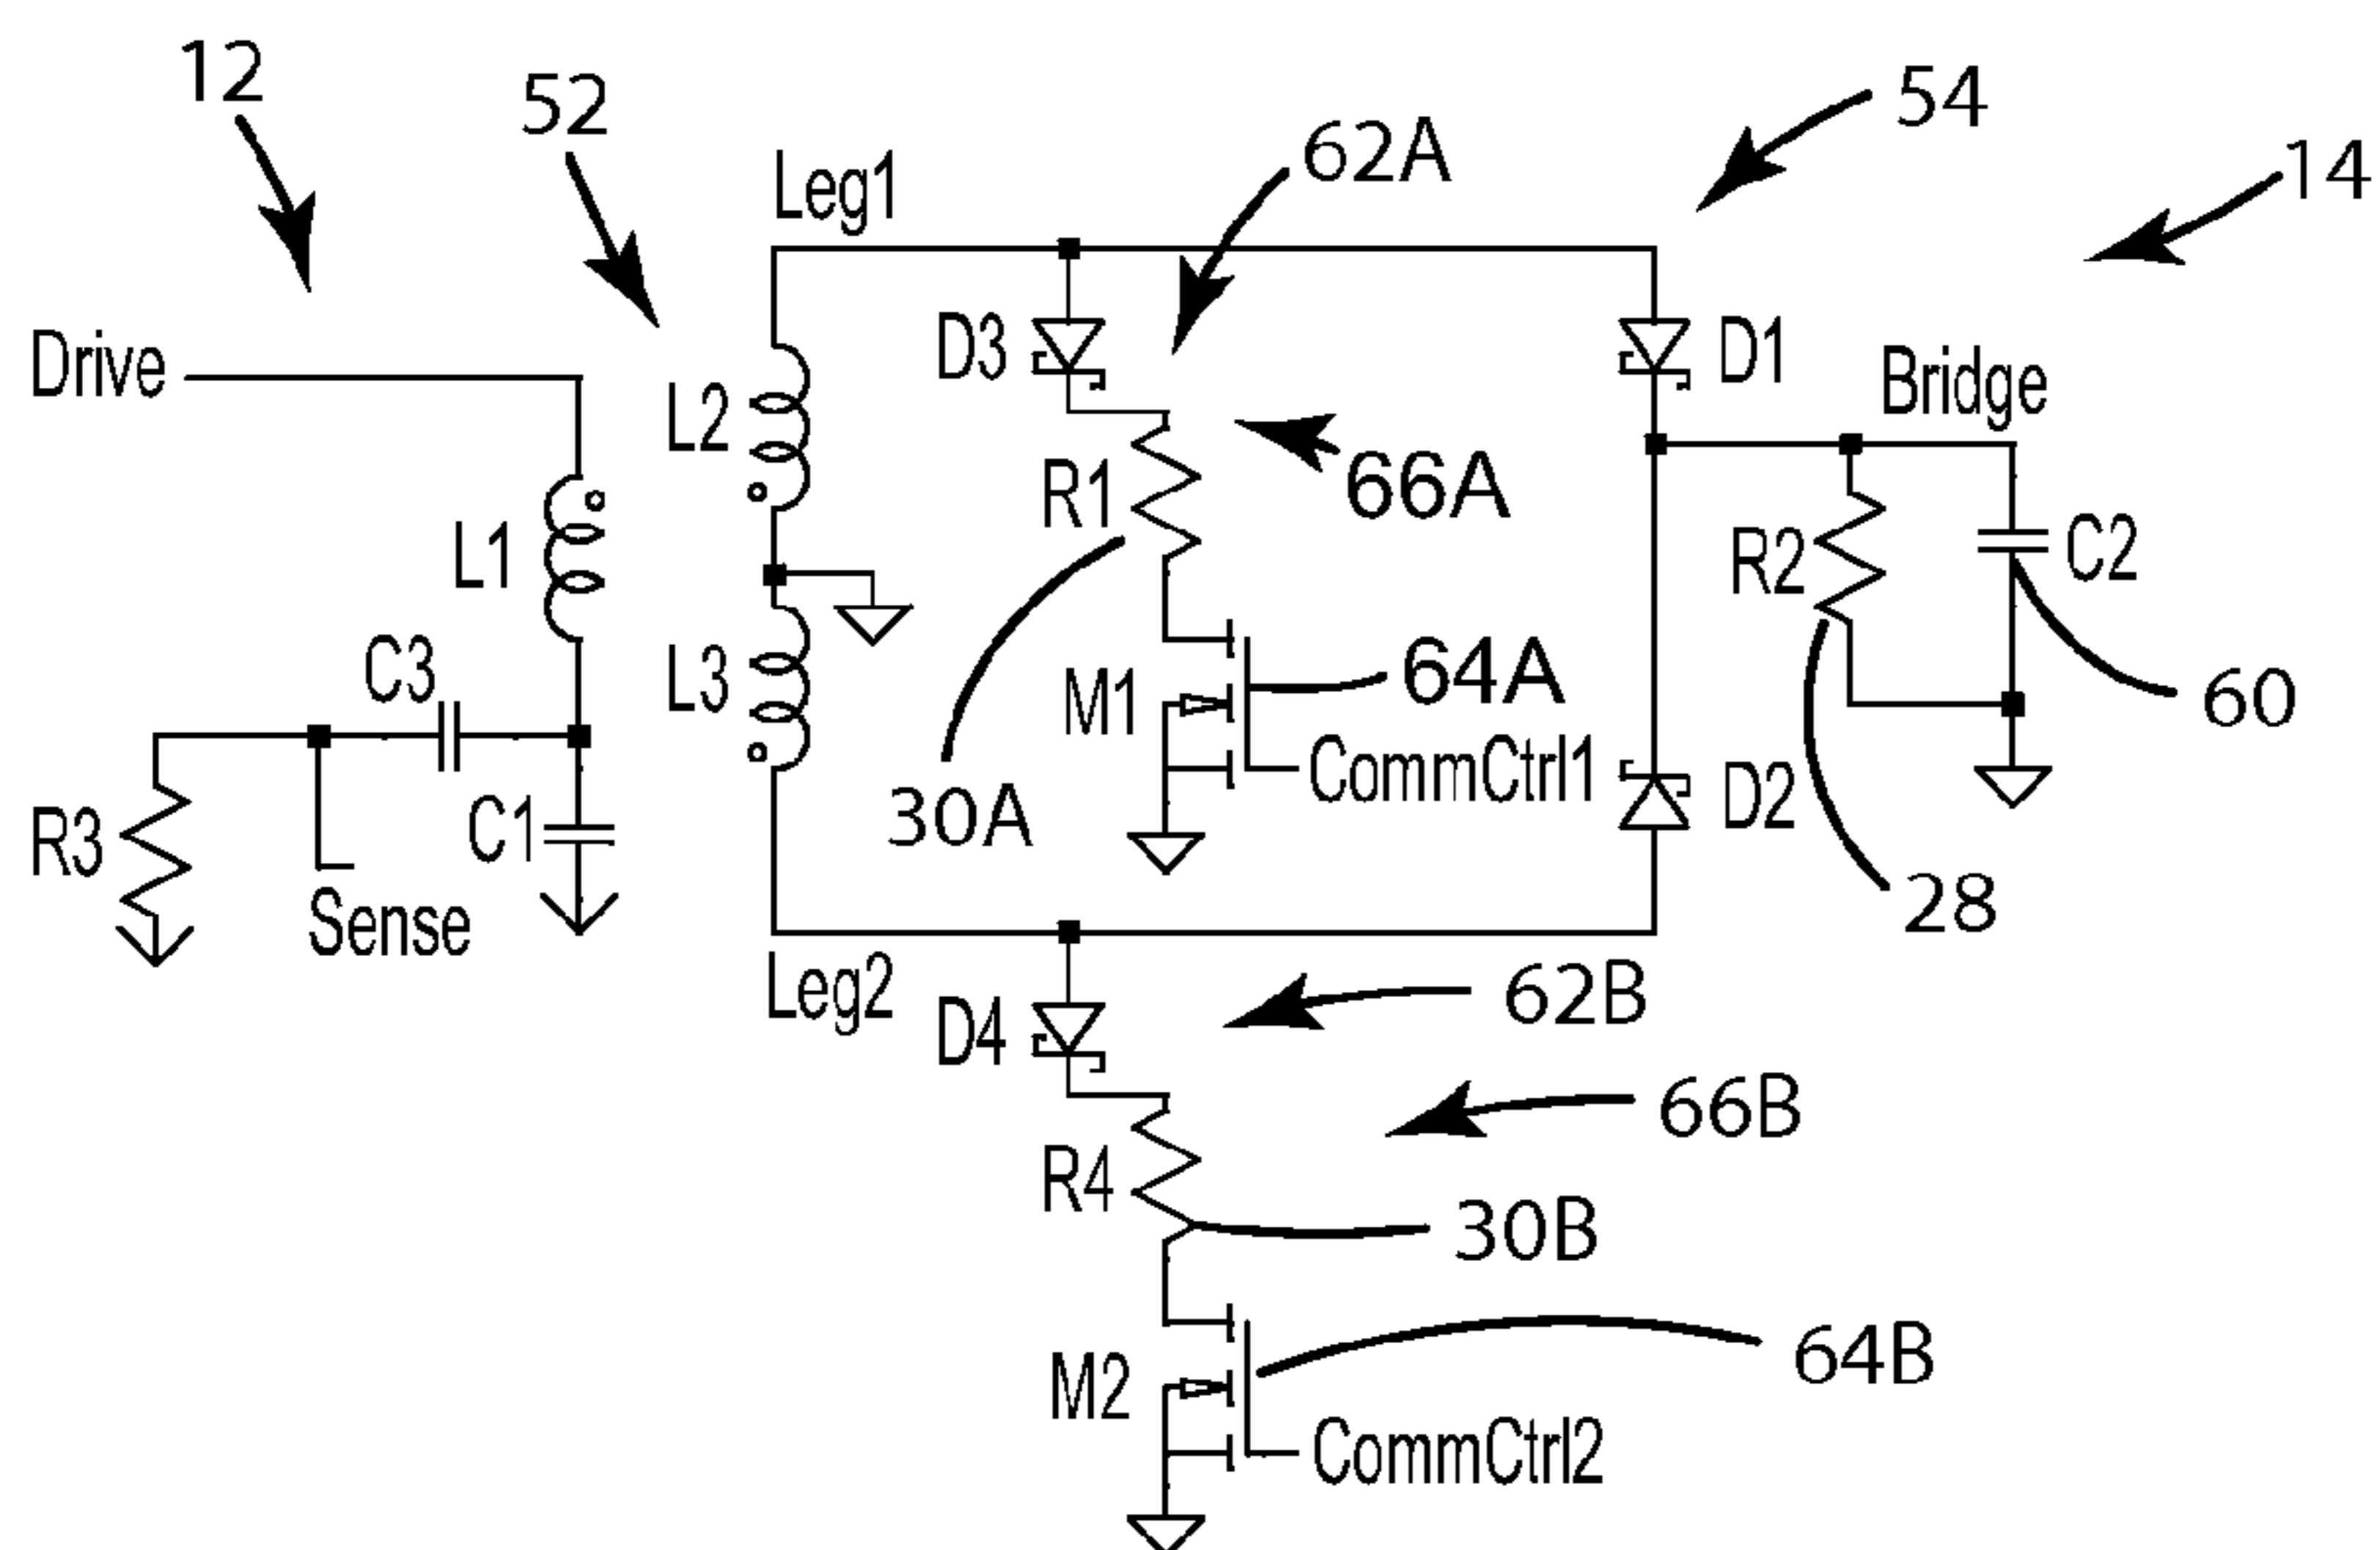 12
52
54
62A
14
Leg1
Drive
D3
D1
Bridge
L2
66A
R1
L1
R2
C2
C3
L3
M1
64A
60
CommCtrl1
30A
D2
R3
C1
28
Sense
Leg2
D4
62B
66B
R4
30B
M2
64B
CommCtrl2